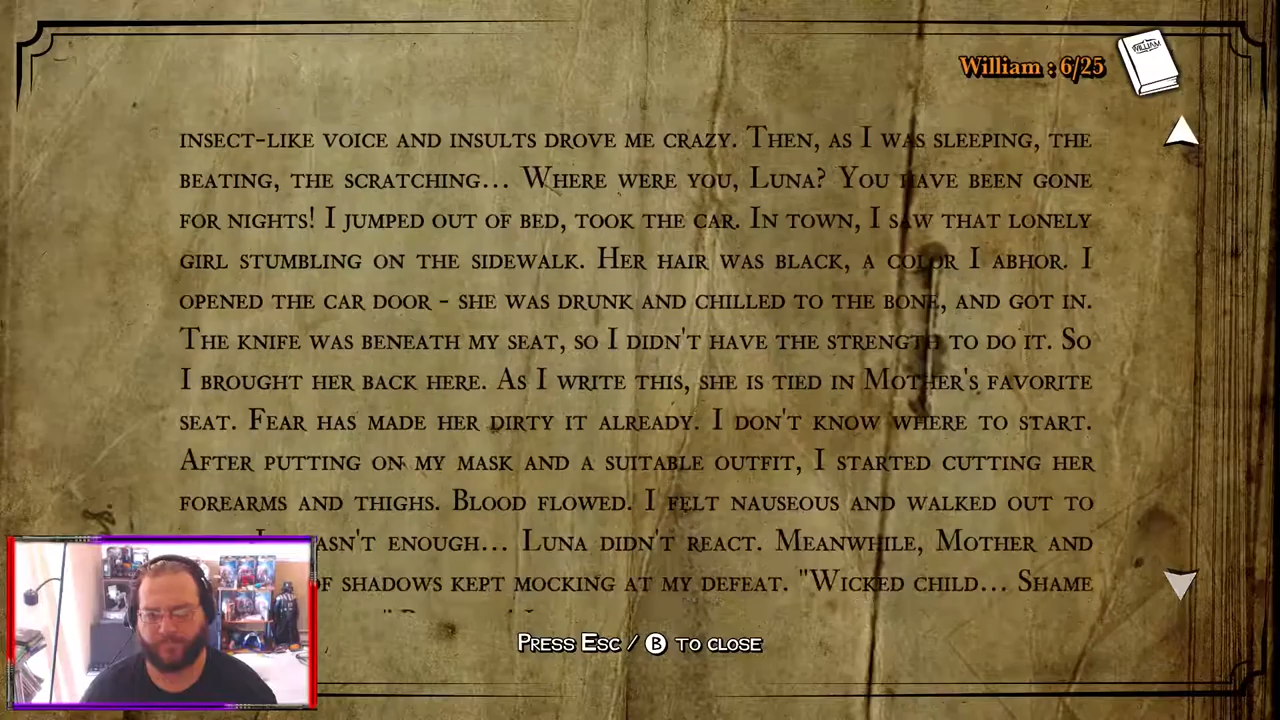 William : 6/25
WILLIAM
insect-like voice and insults drove me crazy. Then, as I was sleeping, the
beating, the scratching... Where were you, Luna? You have been gone
for nights! I jumped out of bed, took the car. In town, I saw that lonely
girl stumbling on the sidewalk. Her hair was black, a color I abhor. I
opened the car door - she was drunk and chilled to the bone, and got in.
The knife was beneath my seat, so I didn't have the strength to do it. So
I brought her back here. As I write this, she is tied in Mother's favorite
seat. Fear has made her dirty it already. I don't know where to start.
After putting on my mask and a suitable outfit, I started cutting her
forearms and thighs. Blood flowed. I felt nauseous and walked out to
enough... Luna didn't react. Meanwhile, Mother and
of shadows kept mocking at my defeat. "Wicked child... Shame
Press Esc / B to close